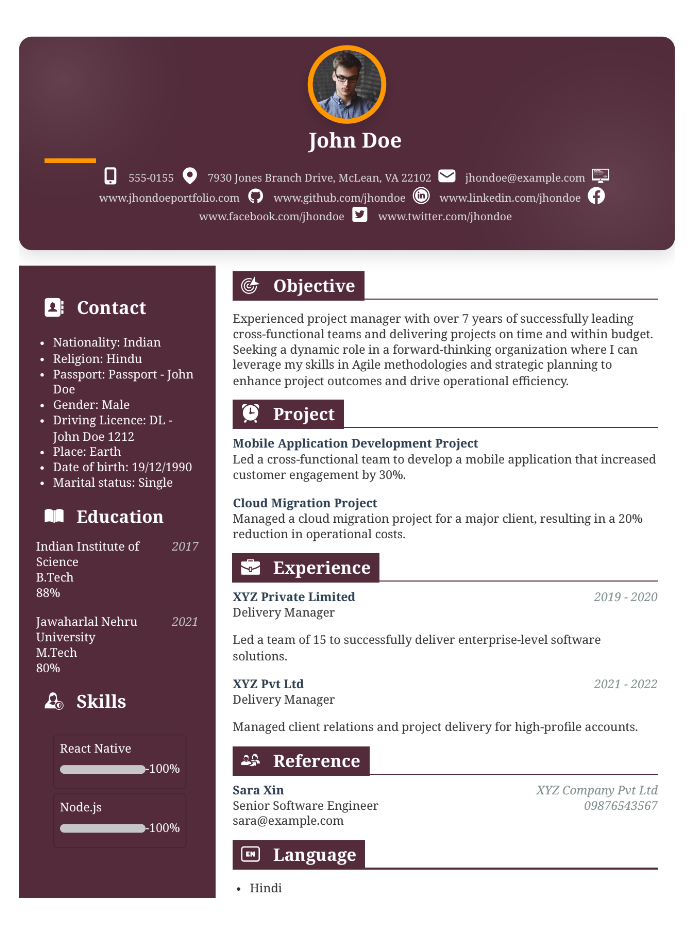 John Doe
555-0155 7930 Jones Branch Drive, McLean, VA 22102 jhondoe@example.com
www.jhondoeportfolio.com www.github.com/jhondoe www.linkedin.com/jhondoe
www.facebook.com/jhondoe www.twitter.com/jhondoe
Contact
• Nationality: Indian
• Religion: Hindu
• Passport: Passport - John
Doe
• Gender: Male
• Driving Licence: DL -
John Doe 1212
• Place: Earth
• Date of birth: 19/12/1990
• Marital status: Single
Education
Indian Institute of 2017
Science
B.Tech
88%
Jawaharlal Nehru 2021
University
M.Tech
80%
Skills
React Native
-100%
Node.js
-100%
Objective
Experienced project manager with over 7 years of successfully leading
cross-functional teams and delivering projects on time and within budget.
Seeking a dynamic role in a forward-thinking organization where I can
leverage my skills in Agile methodologies and strategic planning to
enhance project outcomes and drive operational efficiency.
Project
Mobile Application Development Project
Led a cross-functional team to develop a mobile application that increased
customer engagement by 30%.
Cloud Migration Project
Managed a cloud migration project for a major client, resulting in a 20%
reduction in operational costs.
Experience
XYZ Private Limited 2019 - 2020
Delivery Manager
Led a team of 15 to successfully deliver enterprise-level software
solutions.
XYZ Pvt Ltd 2021 - 2022
Delivery Manager
Managed client relations and project delivery for high-profile accounts.
Reference
Sara Xin XYZ Company Pvt Ltd
Senior Software Engineer 09876543567
sara@example.com
EN Language
• Hindi